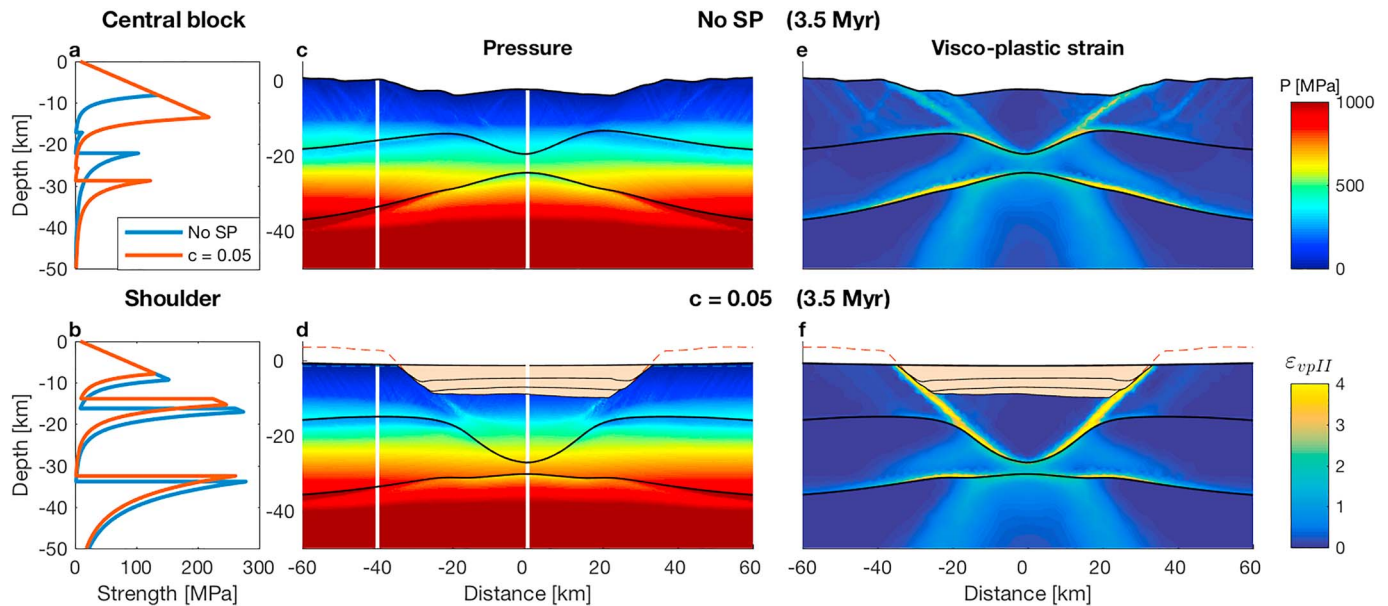 Central block
No SP (3.5 Myr)
a
c
Pressure
e
Visco-plastic strain
0
-10
-20
-30
-40
-50
Depth [km]
No SP
c = 0.05
0
-20
-40
P [MPa]
1000
500
0
Shoulder
c = 0.05 (3.5 Myr)
b
d
f
0
-10
-20
-30
-40
-50
Depth [km]
0
-20
-40
ε_vpII
4
3
2
1
0
0 100 200 300
Strength [MPa]
-60 -40 -20 0 20 40
Distance [km]
-60 -40 -20 0 20 40 60
Distance [km]